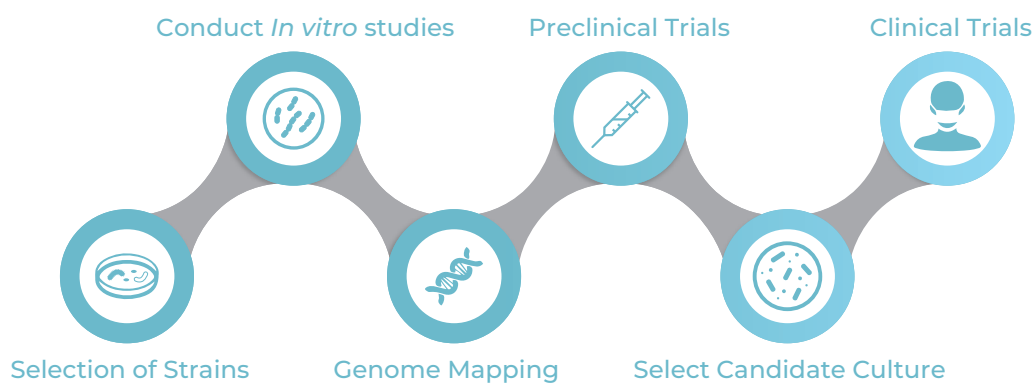 Conduct In vitro studies
Preclinical Trials
Clinical Trials
Selection of Strains
Genome Mapping
Select Candidate Culture